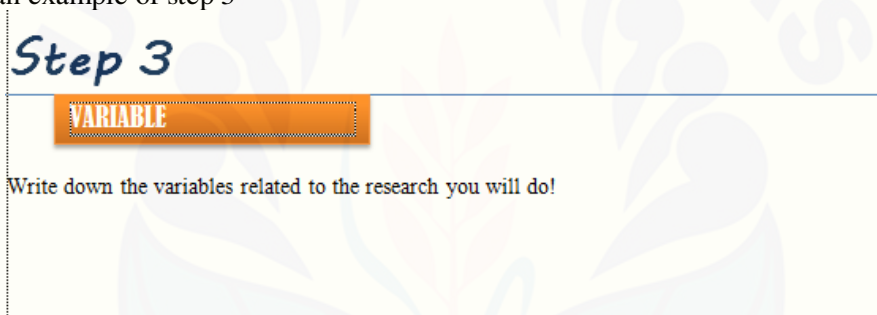 an example of step 3
Step 3
VARIABLE
Write down the variables related to the research you will do!